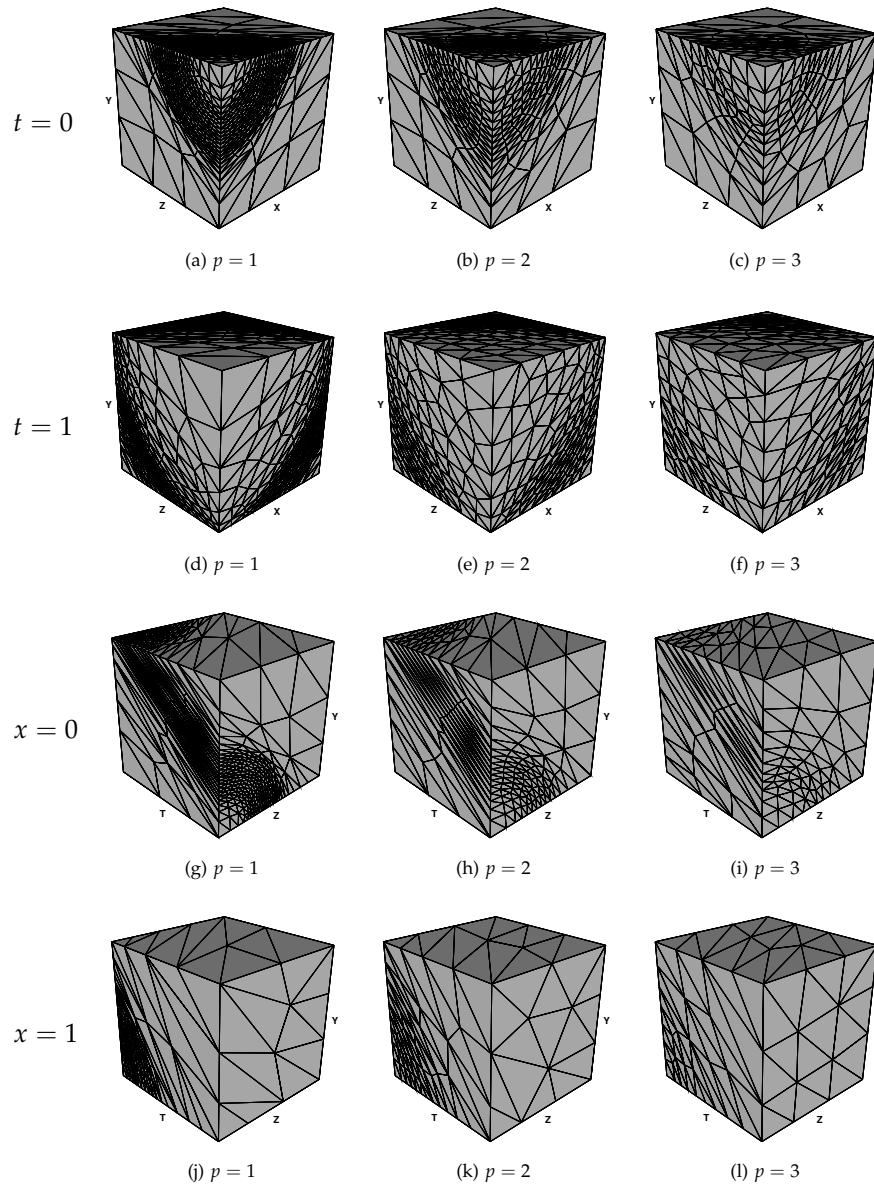 t = 0
Y
Z
X
Y
Z
X
Y
Z
X
(a) p = 1
(b) p = 2
(c) p = 3
t = 1
Y
Z
X
Y
Z
X
Y
Z
X
(d) p = 1
(e) p = 2
(f) p = 3
x = 0
T
Z
Y
T
Z
Y
T
Z
(g) p = 1
(h) p = 2
(i) p = 3
x = 1
T
Z
Y
T
Z
Y
T
Z
(j) p = 1
(k) p = 2
(l) p = 3